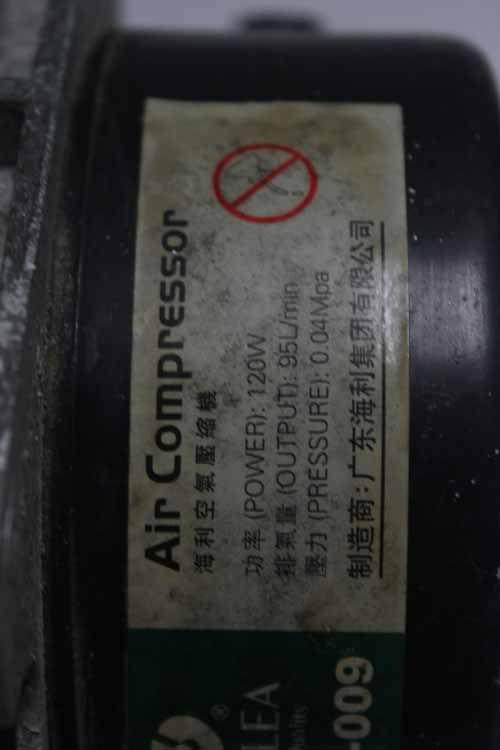 Air Compressor
海利空氣壓縮機
功率 (POWER): 120W
排氣量 (OUTPUT): 95L/min
壓力 (PRESSURE): 0.04Mpa
制造商:广东海利集团有限公司
®
LEA
009